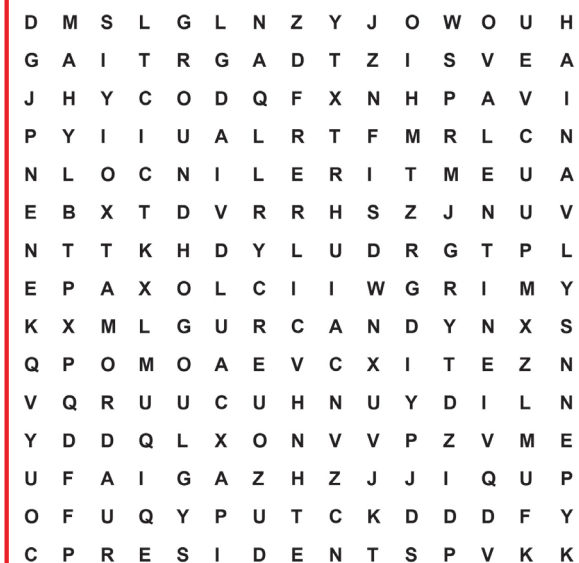 D M S L G L N Z Y J O W O U H
G A I T R G A D T Z I S V E A
J H Y C O D Q F X N H P A V I
P Y I I U A L R T F M R L C N
N L O C N I L E R I T M E U A
E B X T D V R R H S Z J N U V
N T T K H D Y L U D R G T P L
E P A X O L C I I W G R I M Y
K X M L G U R C A N D Y N X S
Q P O M O A E V C X I T E Z N
V Q R U U C U H N U Y D I L N
Y D D Q L X O N V V P Z V M E
U F A I G A Z H Z J J I Q U P
O F U Q Y P U T C K D D D F Y
C P R E S I D E N T S P V K K